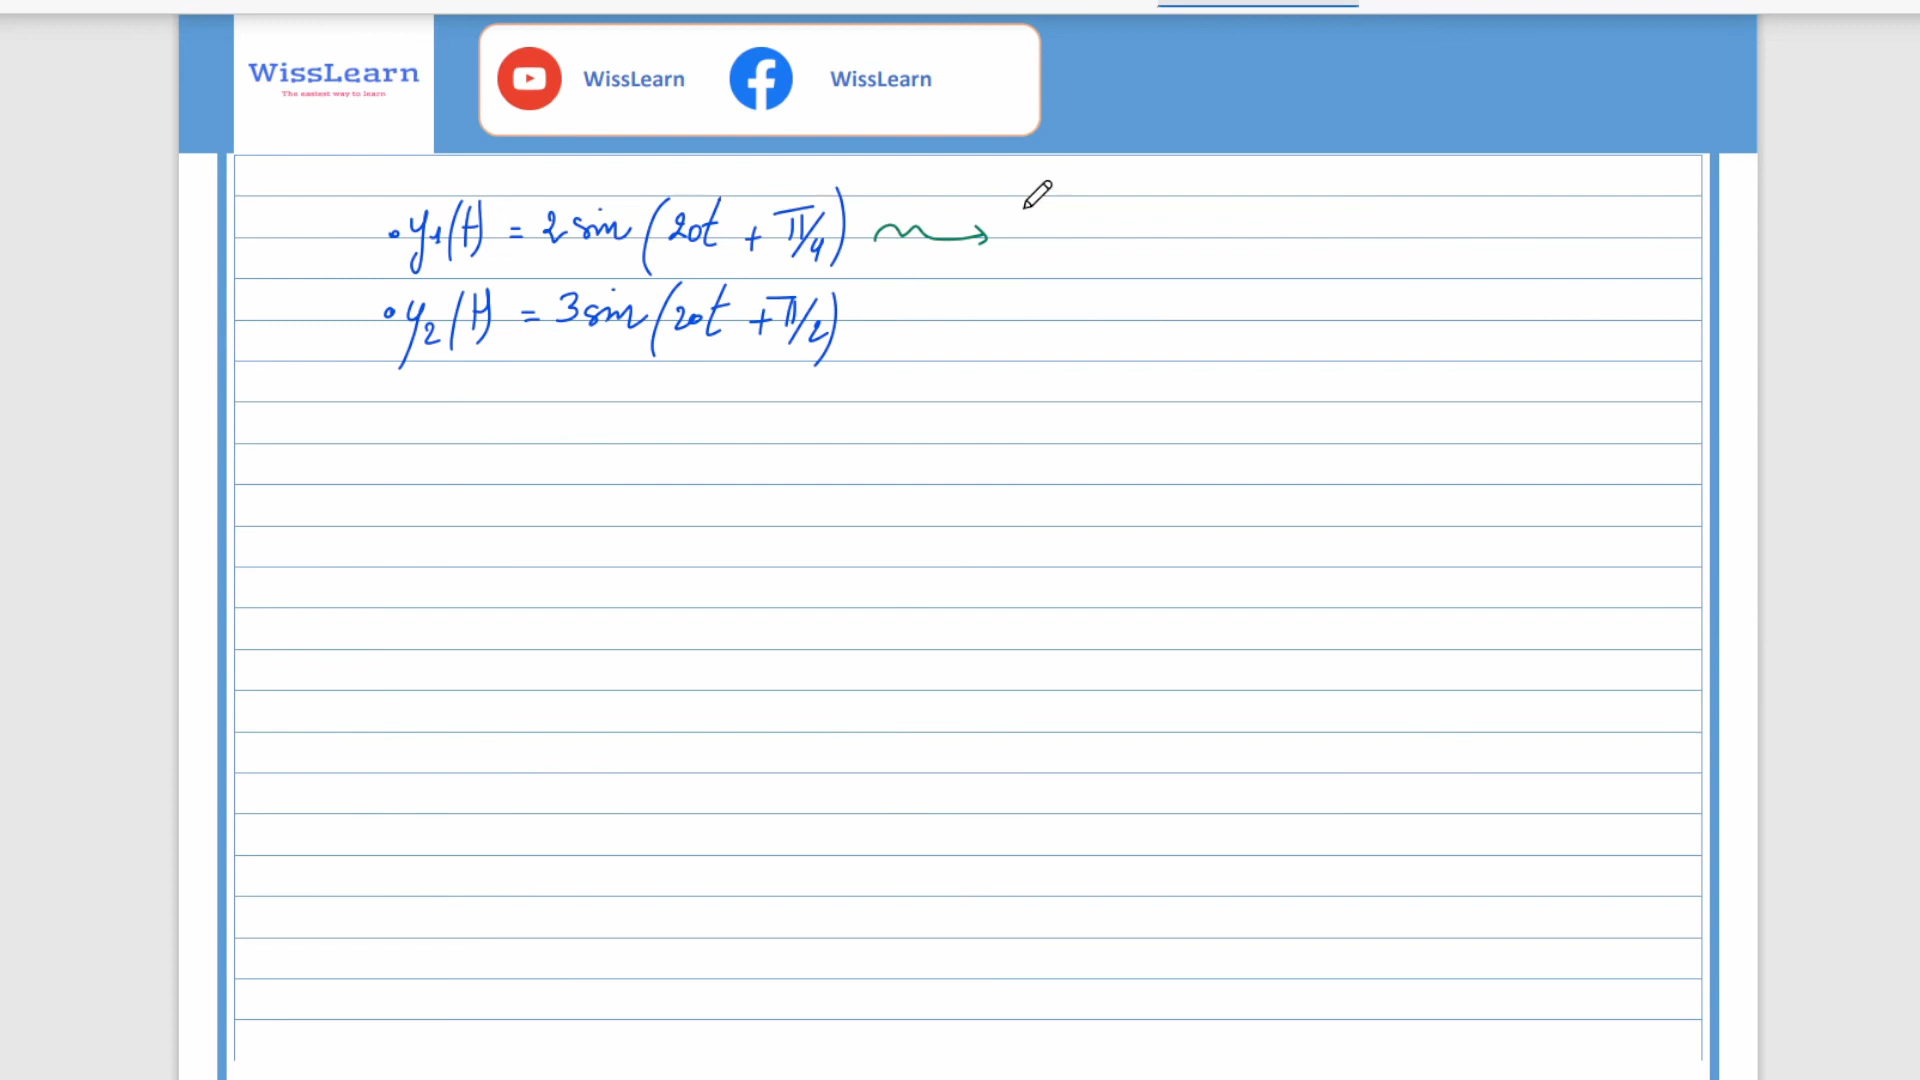 WissLearn
The easiest way to learn
WissLearn WissLearn
• y₁(t) = 2 sin (20t + π/4)
• y₂(t) = 3 sin (20t + π/2)